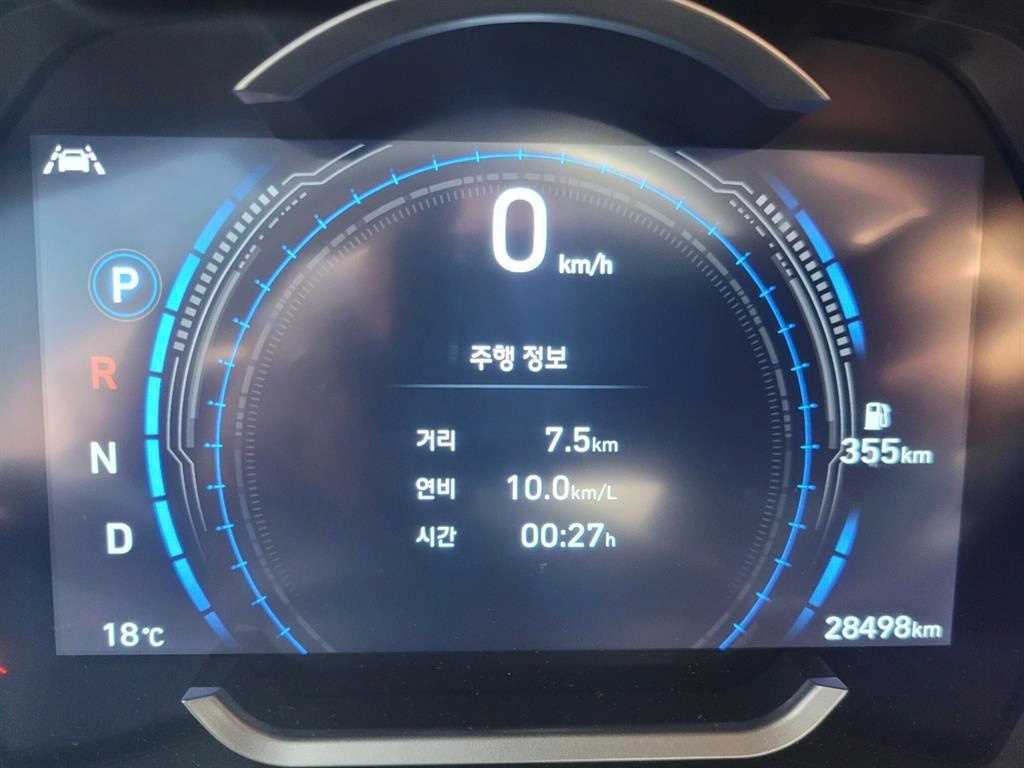 0 km/h
P
R
N
D
주행 정보
거리 7.5km
연비 10.0km/L
시간 00:27h
355km
18℃
28498km